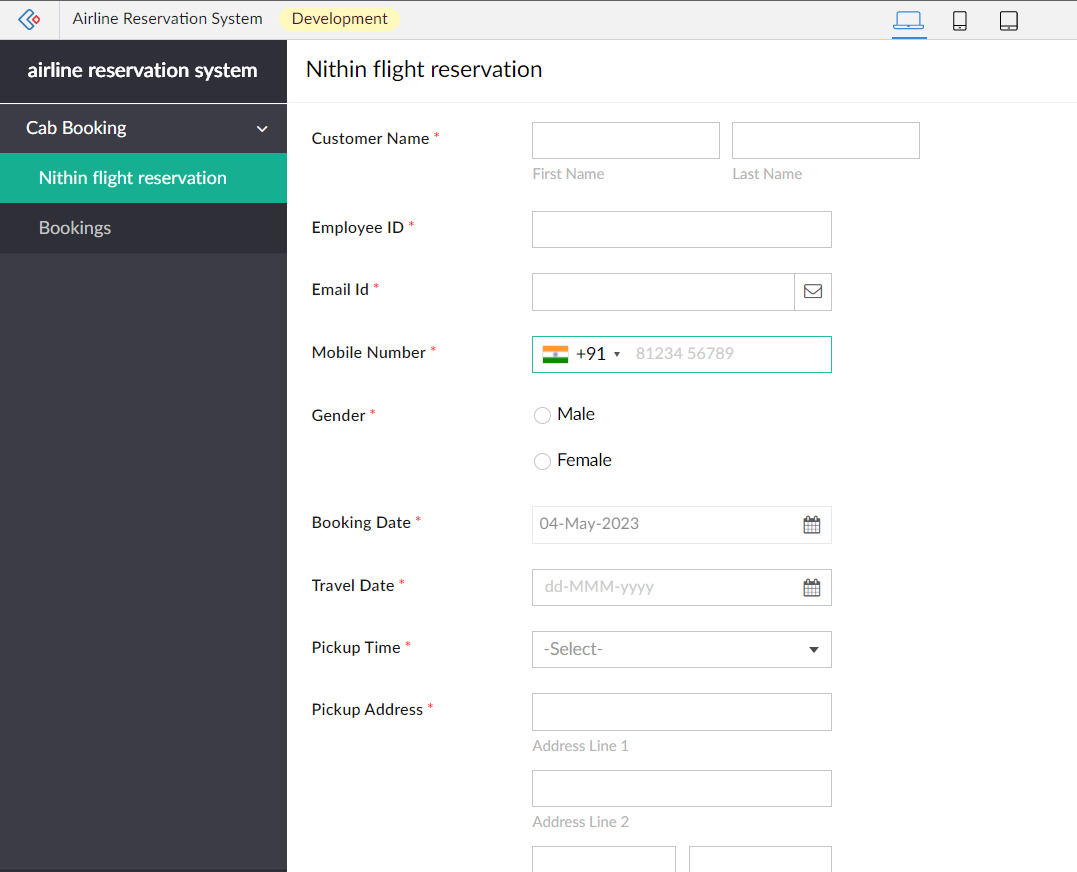 Airline Reservation System Development
airline reservation system
Cab Booking
Nithin flight reservation
Bookings
Nithin flight reservation
Customer Name *
First Name Last Name
Employee ID *
Email Id *
Mobile Number * +91 81234 56789
Gender * Male
Female
Booking Date * 04-May-2023
Travel Date * dd-MMM-yyyy
Pickup Time * -Select-
Pickup Address *
Address Line 1
Address Line 2